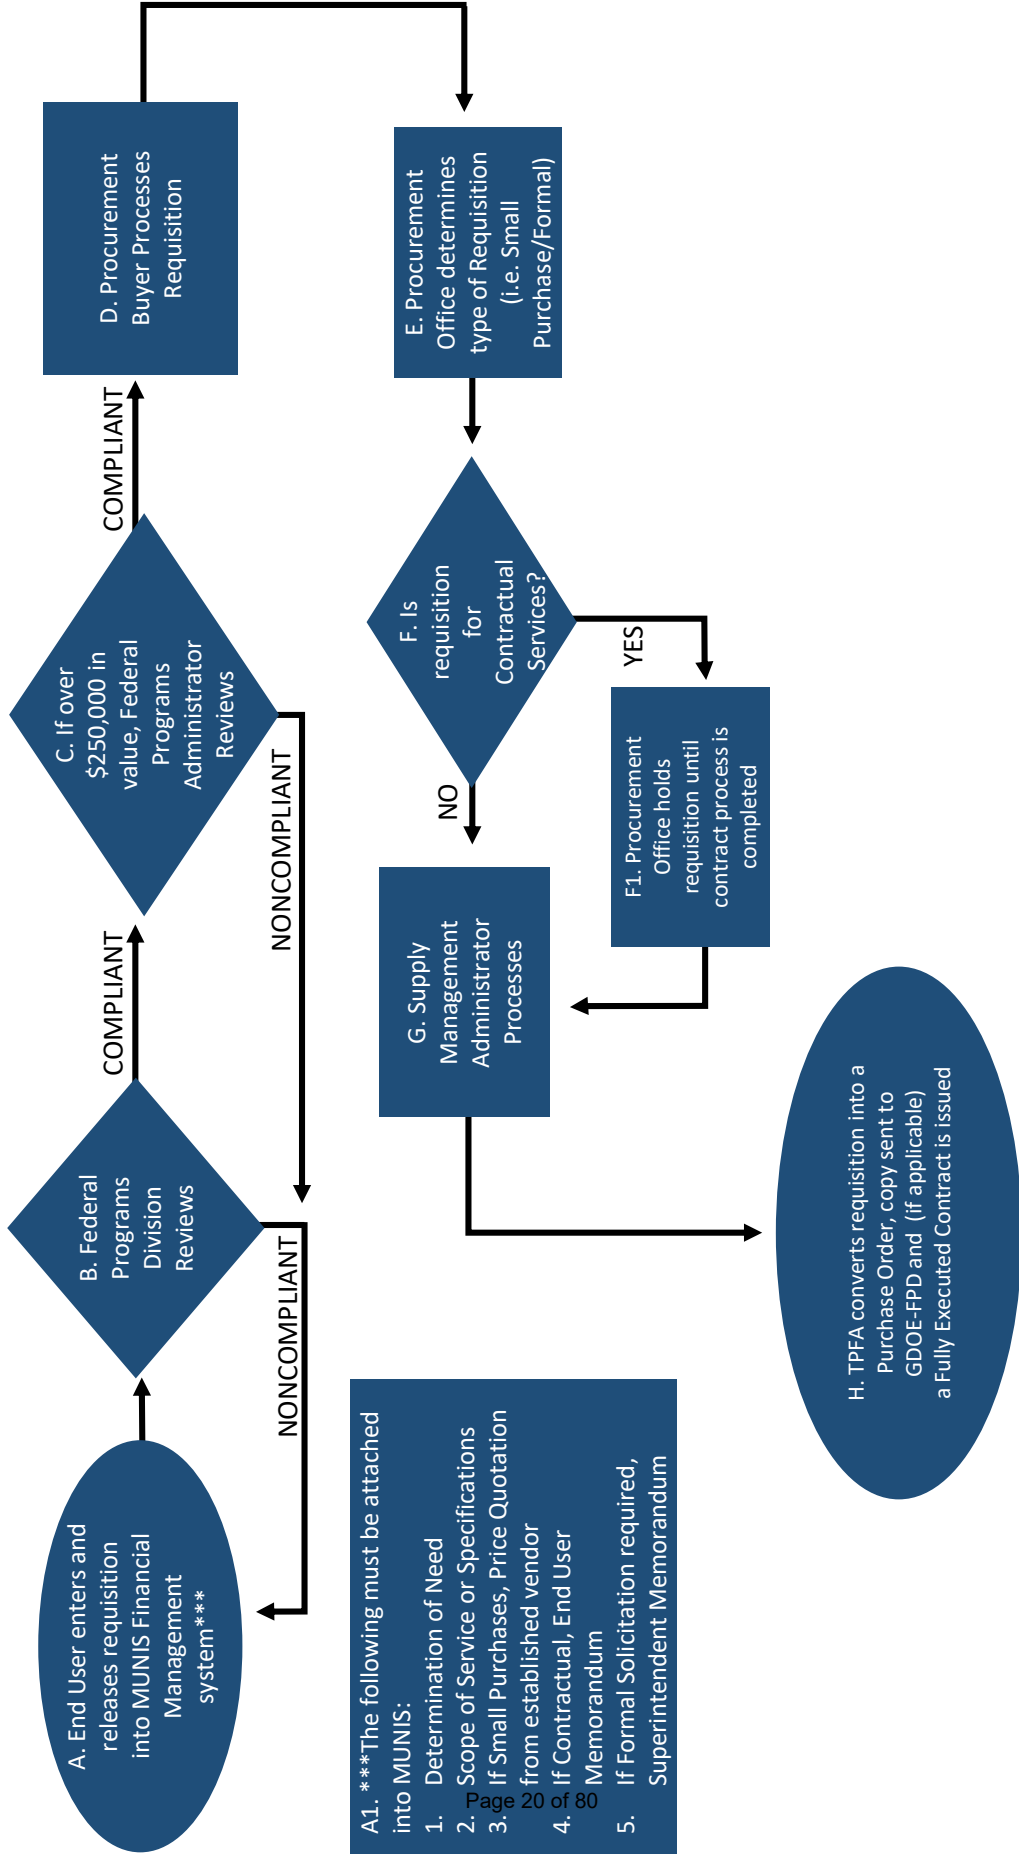 A. End User enters and
releases requisition
into MUNIS Financial
Management
system***
B. Federal
Programs
Division
Reviews
COMPLIANT
NONCOMPLIANT
C. If over
$250,000 in
value, Federal
Programs
Administrator
Reviews
COMPLIANT
NONCOMPLIANT
D. Procurement
Buyer Processes
Requisition
A1. ***The following must be attached
into MUNIS:
1. Determination of Need
2. Scope of Service or Specifications
3. If Small Purchases, Price Quotation
from established vendor
4. If Contractual, End User
Memorandum
5. If Formal Solicitation required,
Superintendent Memorandum
E. Procurement
Office determines
type of Requisition
(i.e. Small
Purchase/Formal)
F. Is
requisition
for
Contractual
Services?
NO
YES
F1. Procurement
Office holds
requisition until
contract process is
completed
G. Supply
Management
Administrator
Processes
H. TPFA converts requisition into a
Purchase Order, copy sent to
GDOE-FPD and (if applicable)
a Fully Executed Contract is issued
Page 20 of 80